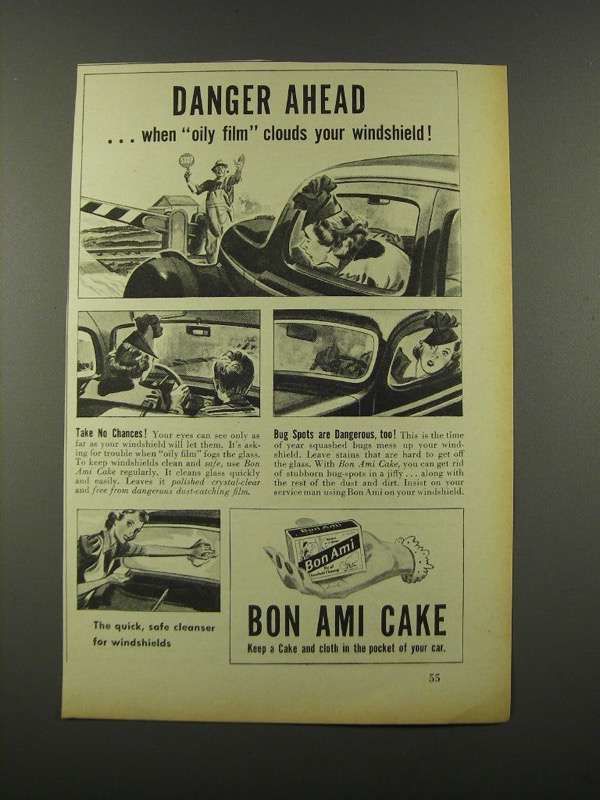 DANGER AHEAD
... when "oily film" clouds your windshield!
STOP
Take No Chances! Your eyes can see only as
far as your windshield will let them. It's ask-
ing for trouble when "oily film" fogs the glass.
To keep windshields clean and safe, use Bon
Ami Cake regularly. It cleans glass quickly
and easily. Leaves it polished crystal-clear
and free from dangerous dust-catching film.
Bug Spots are Dangerous, too! This is the time
of year squashed bugs mess up your wind-
shield. Leave stains that are hard to get off
the glass. With Bon Ami Cake, you can get rid
of stubborn bug-spots in a jiffy ... along with
the rest of the dust and dirt. Insist on your
service man using Bon Ami on your windshield.
The quick, safe cleanser
for windshields
Bon Ami
Bon Ami
BON AMI CAKE
Keep a Cake and cloth in the pocket of your car.
55